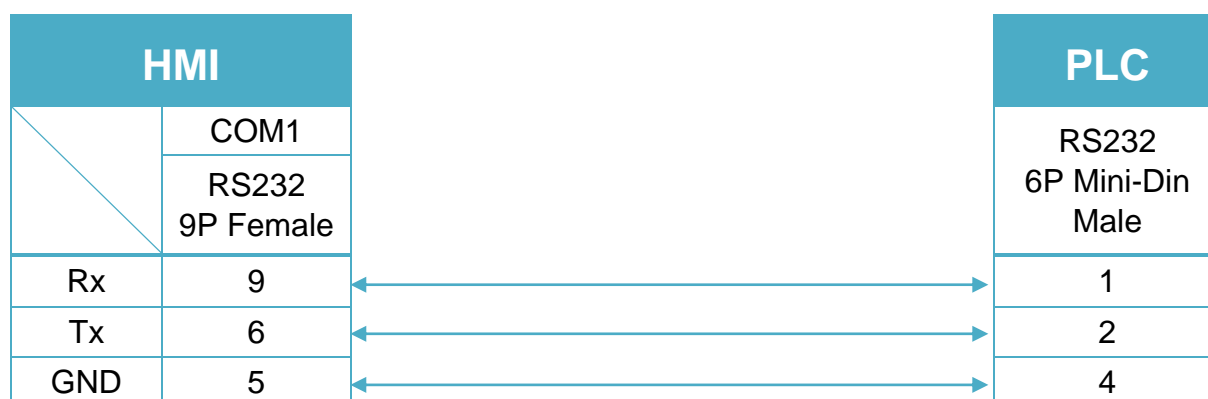 HMI
PLC
COM1
RS232
9P Female
RS232
6P Mini-Din
Male
Rx 9 1
Tx 6 2
GND 5 4